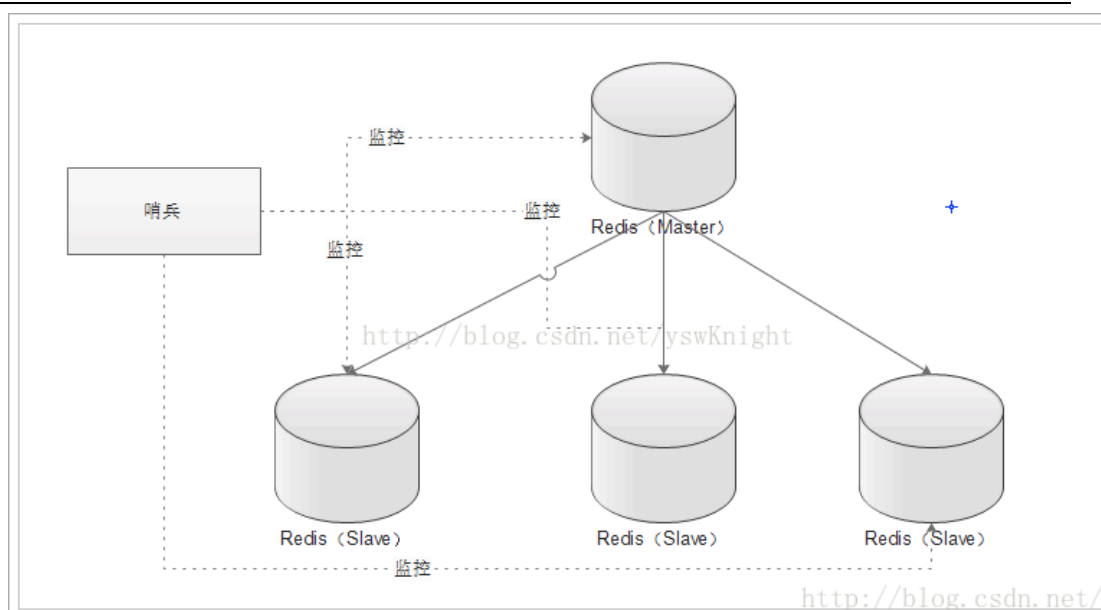 监控
哨兵
监控
Redis（Master）
监控
http://blog.csdn.net/yswKnight
Redis（Slave）
Redis（Slave）
Redis（Slave）
监控
http://blog.csdn.net/